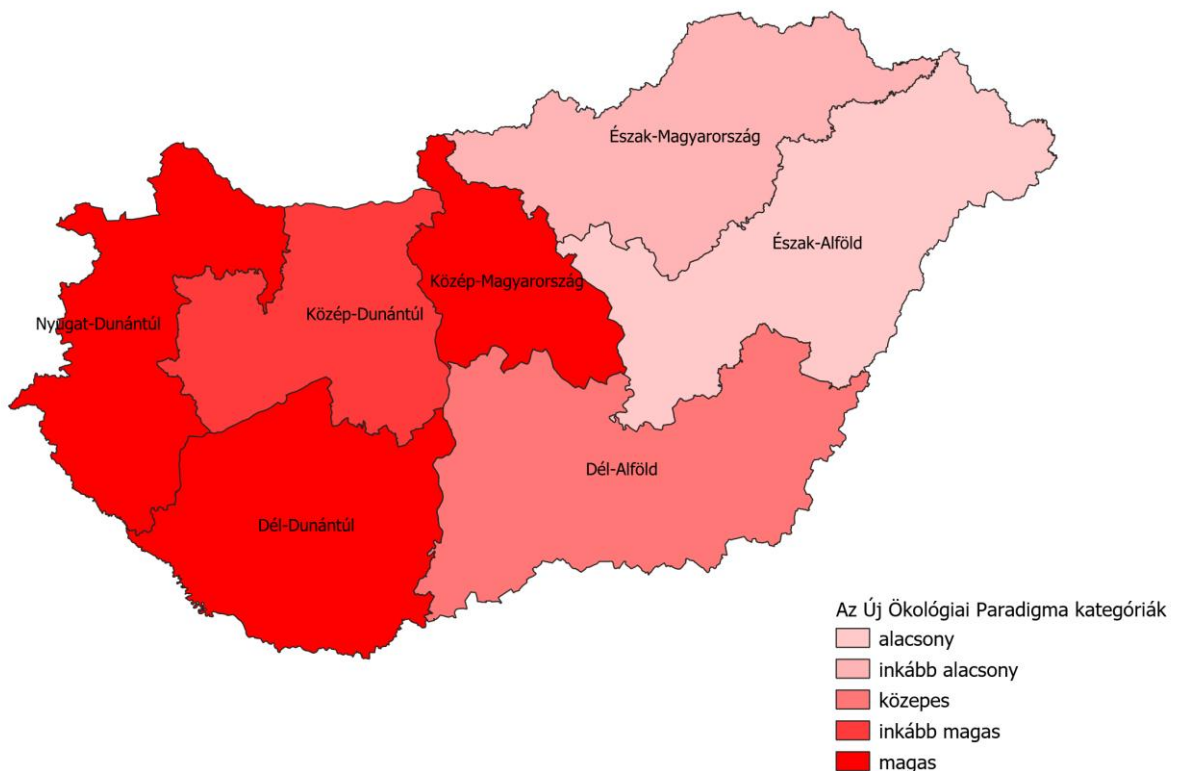 Észak-Magyarország
Észak-Alföld
Közép-Magyarország
Nyugat-Dunántúl
Közép-Dunántúl
Dél-Alföld
Dél-Dunántúl
Az Új Ökológiai Paradigma kategóriák
alacsony
inkább alacsony
közepes
inkább magas
magas